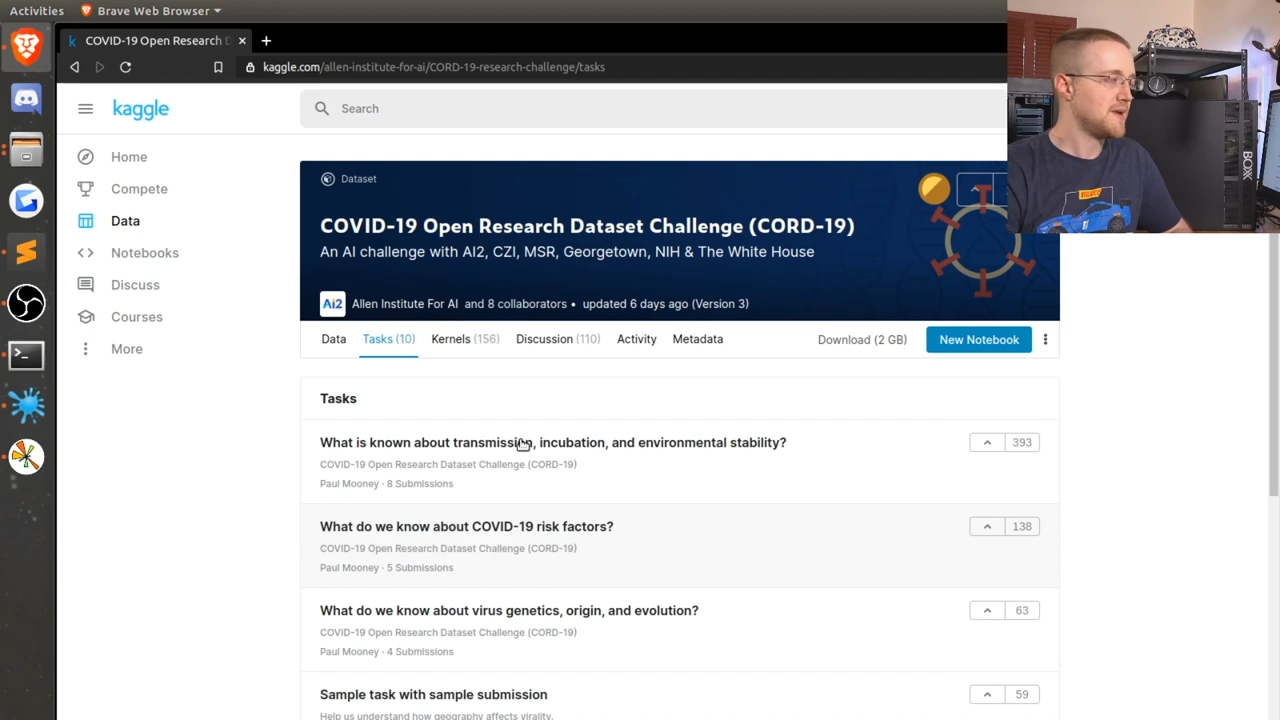 Activities
Brave Web Browser
COVID-19 Open Research D
kaggle.com/allen-institute-for-ai/CORD-19-research-challenge/tasks
kaggle
Search
Home
Compete
Data
Notebooks
Discuss
Courses
More
Dataset
COVID-19 Open Research Dataset Challenge (CORD-19)
An AI challenge with AI2, CZI, MSR, Georgetown, NIH & The White House
Ai2
Allen Institute For AI and 8 collaborators • updated 6 days ago (Version 3)
Data
Tasks (10)
Kernels (156)
Discussion (110)
Activity
Metadata
Download (2 GB)
New Notebook
Tasks
What is known about transmission, incubation, and environmental stability?
393
COVID-19 Open Research Dataset Challenge (CORD-19)
Paul Mooney · 8 Submissions
What do we know about COVID-19 risk factors?
138
COVID-19 Open Research Dataset Challenge (CORD-19)
Paul Mooney · 5 Submissions
What do we know about virus genetics, origin, and evolution?
63
COVID-19 Open Research Dataset Challenge (CORD-19)
Paul Mooney · 4 Submissions
Sample task with sample submission
59
Help us understand how geography affects virality.
BOXX